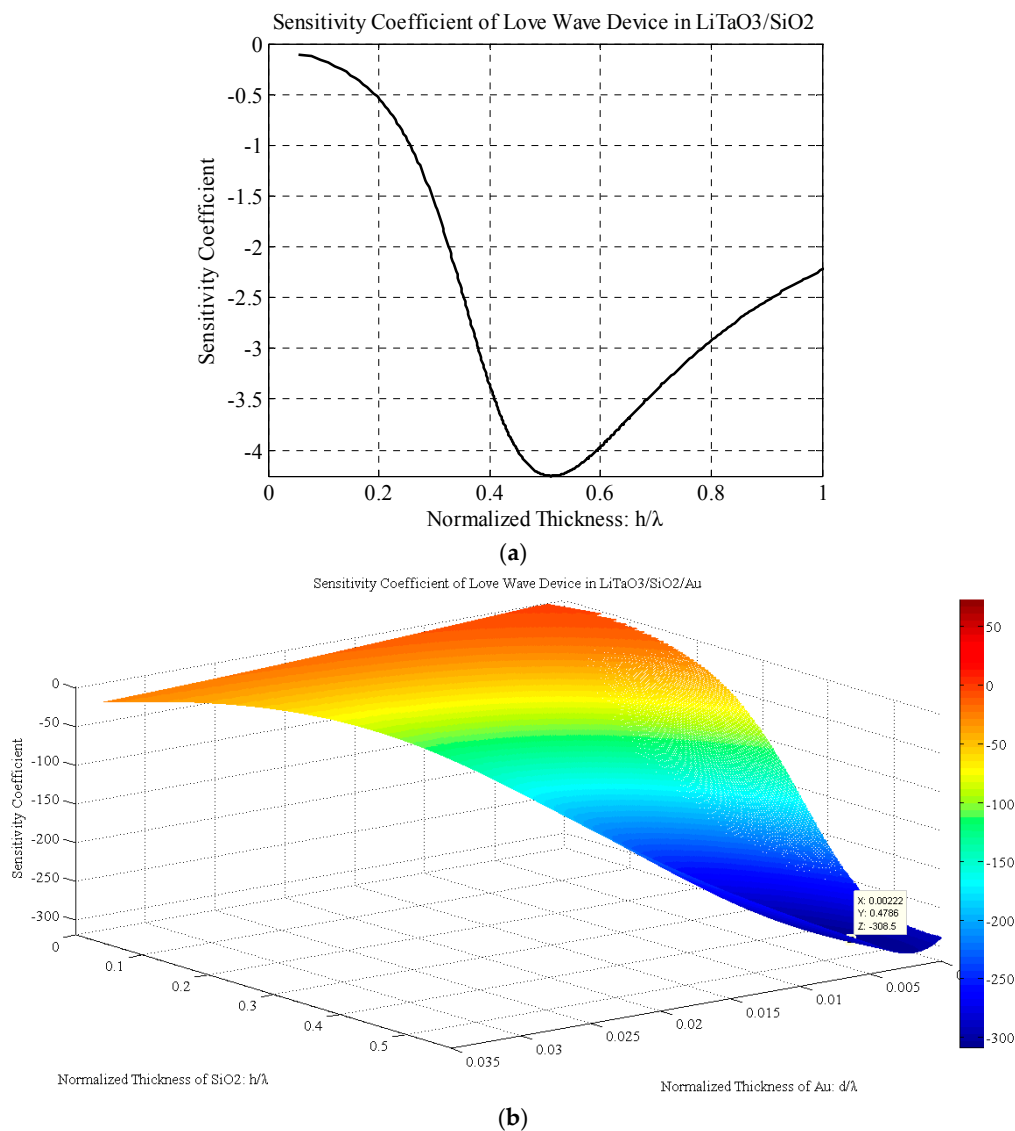 Sensitivity Coefficient of Love Wave Device in LiTaO3/SiO2
0
-0.5
-1
-1.5
-2
-2.5
-3
-3.5
-4
Sensitivity Coefficient
0 0.2 0.4 0.6 0.8 1
Normalized Thickness: h/λ
(a)
Sensitivity Coefficient of Love Wave Device in LiTaO3/SiO2/Au
0
-50
-100
-150
-200
-250
-300
Sensitivity Coefficient
0
0.1
0.2
0.3
0.4
0.5
Normalized Thickness of SiO2: h/λ
0.035
0.03
0.025
0.02
0.015
0.01
0.005
Normalized Thickness of Au: d/λ
X: 0.00222
Y: 0.4786
Z: -308.5
50
0
-50
-100
-150
-200
-250
-300
(b)